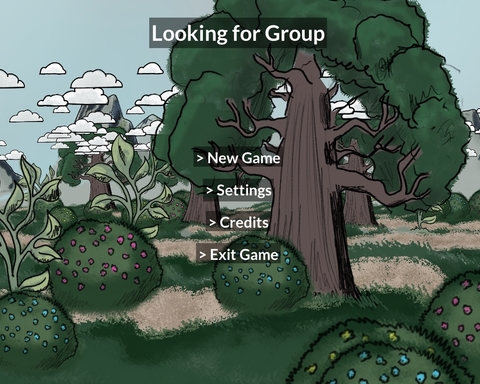 Looking for Group
> New Game
> Settings
> Credits
> Exit Game